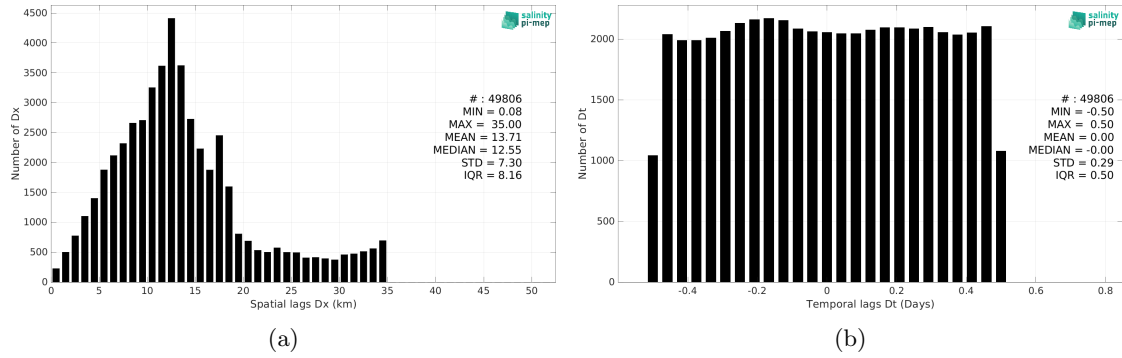 4500
4000
3500
3000
2500
2000
1500
1000
500
0
Number of Dx
0 5 10 15 20 25 30 35 40 45 50
Spatial lags Dx (km)
salinity
pi-mep
# : 49806
MIN = 0.08
MAX = 35.00
MEAN = 13.71
MEDIAN = 12.55
STD = 7.30
IQR = 8.16
(a)
2000
1500
1000
500
0
Number of Dt
-0.4 -0.2 0 0.2 0.4 0.6 0.8
Temporal lags Dt (Days)
salinity
pi-mep
# : 49806
MIN = -0.50
MAX = 0.50
MEAN = 0.00
MEDIAN = -0.00
STD = 0.29
IQR = 0.50
(b)